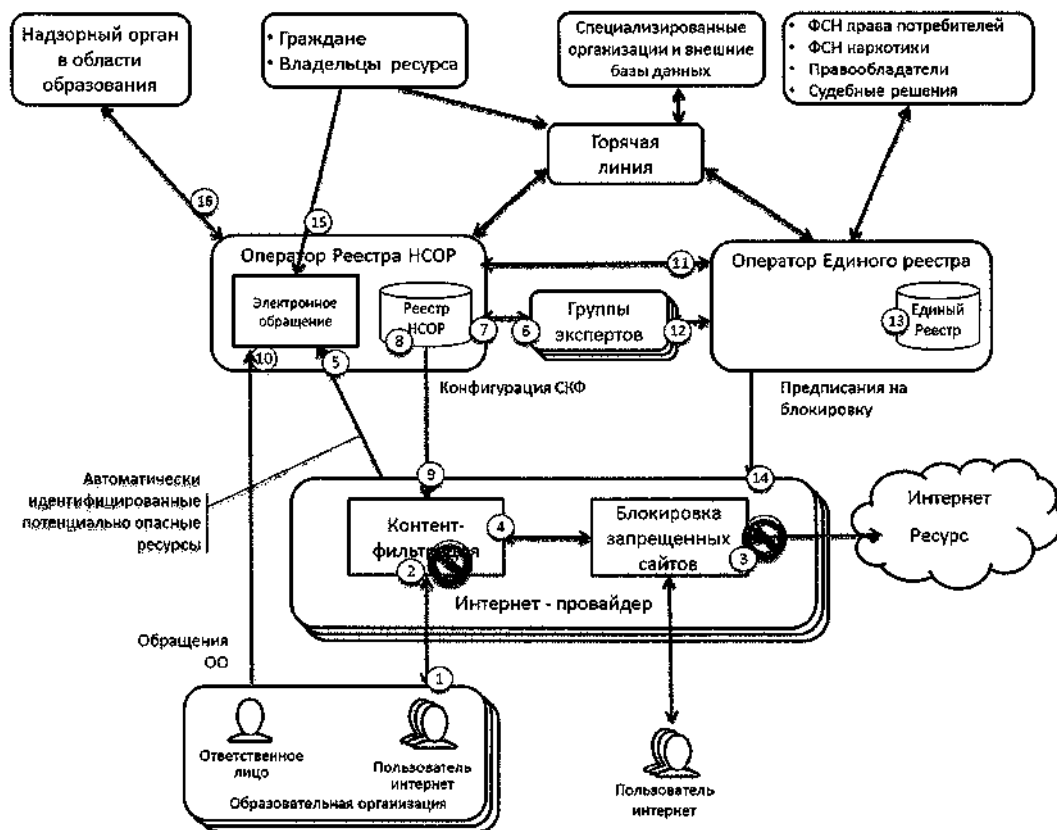 Надзорный орган
в области
образования
• Граждане
• Владельцы ресурса
Специализированные
организации и внешние
базы данных
• ФСН права потребителей
• ФСН наркотики
• Правообладатели
• Судебные решения
Горячая
линия
16
15
Оператор Реестра НСОР
11
Оператор Единого реестра
Электронное
обращение
Реестр
НСОР
8
7
6
Группы
экспертов
12
13
Единый
Реестр
10
5
Конфигурация СКФ
Предписания на
блокировку
Автоматически
идентифицированные
потенциально опасные
ресурсы
9
14
Контент-
фильтрация
2
4
Блокировка
запрещенных
сайтов
3
Интернет
Ресурс
Интернет - провайдер
Обращения
ОО
1
Ответственное
лицо
Пользователь
интернет
Образовательная организация
Пользователь
интернет